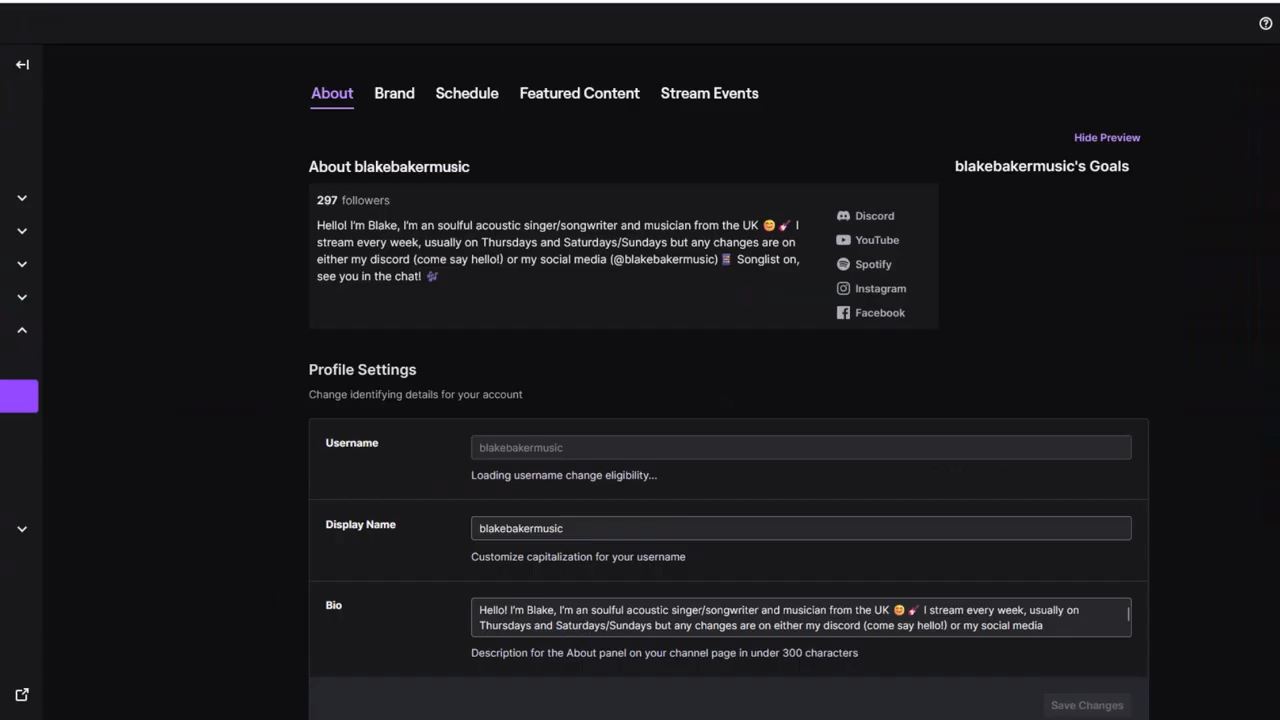 About Brand Schedule Featured Content Stream Events
Hide Preview
About blakebakermusic
blakebakermusic's Goals
297 followers
Hello! I'm Blake, I'm an soulful acoustic singer/songwriter and musician from the UK 😊 🎸 I
stream every week, usually on Thursdays and Saturdays/Sundays but any changes are on
either my discord (come say hello!) or my social media (@blakebakermusic) 📱 Songlist on,
see you in the chat! 🎶
Discord
YouTube
Spotify
Instagram
Facebook
Profile Settings
Change identifying details for your account
Username
blakebakermusic
Loading username change eligibility...
Display Name
blakebakermusic
Customize capitalization for your username
Bio
Hello! I'm Blake, I'm an soulful acoustic singer/songwriter and musician from the UK 😊 🎸 I stream every week, usually on
Thursdays and Saturdays/Sundays but any changes are on either my discord (come say hello!) or my social media
Description for the About panel on your channel page in under 300 characters
Save Changes